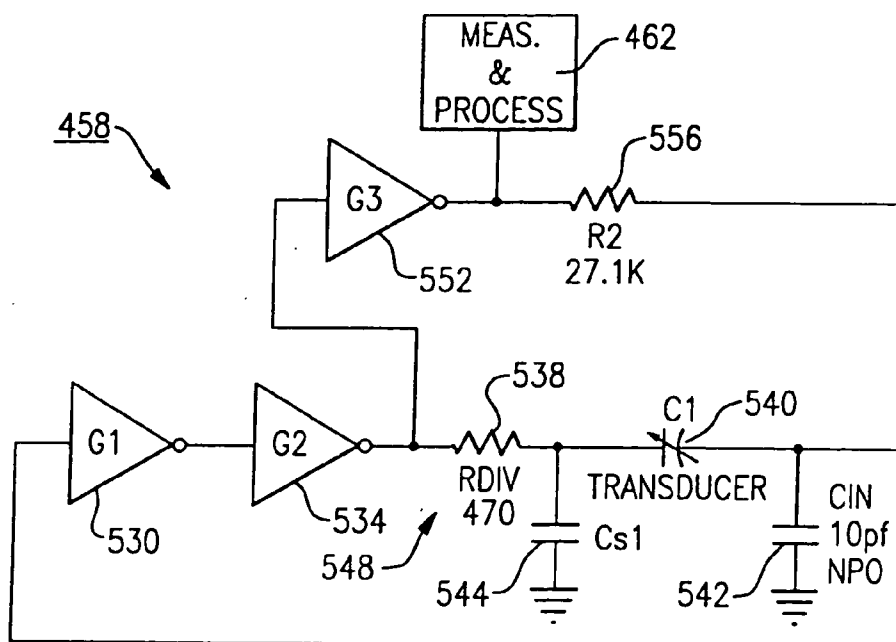 MEAS.
&
PROCESS
462
458
556
G3
R2
27.1K
552
538
C1
540
G1
G2
RDIV
470
TRANSDUCER
CIN
10pf
NPO
530
534
548
544
Cs1
542